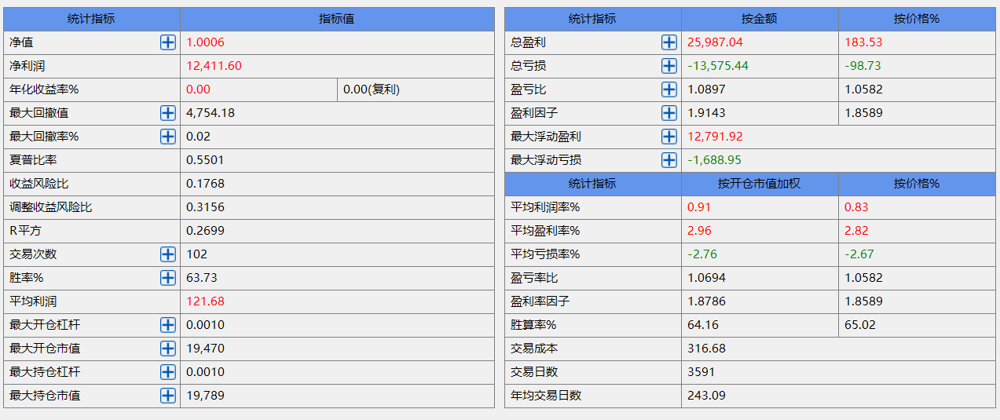 统计指标 指标值
净值 1.0006
净利润 12,411.60
年化收益率% 0.00 0.00(复利)
最大回撤值 4,754.18
最大回撤率% 0.02
夏普比率 0.5501
收益风险比 0.1768
调整收益风险比 0.3156
R平方 0.2699
交易次数 102
胜率% 63.73
平均利润 121.68
最大开仓杠杆 0.0010
最大开仓市值 19,470
最大持仓杠杆 0.0010
最大持仓市值 19,789
统计指标 按金额 按价格%
总盈利 25,987.04 183.53
总亏损 -13,575.44 -98.73
盈亏比 1.0897 1.0582
盈利因子 1.9143 1.8589
最大浮动盈利 12,791.92
最大浮动亏损 -1,688.95
统计指标 按开仓市值加权 按价格%
平均利润率% 0.91 0.83
平均盈利率% 2.96 2.82
平均亏损率% -2.76 -2.67
盈亏率比 1.0694 1.0582
盈利率因子 1.8786 1.8589
胜算率% 64.16 65.02
交易成本 316.68
交易日数 3591
年均交易日数 243.09